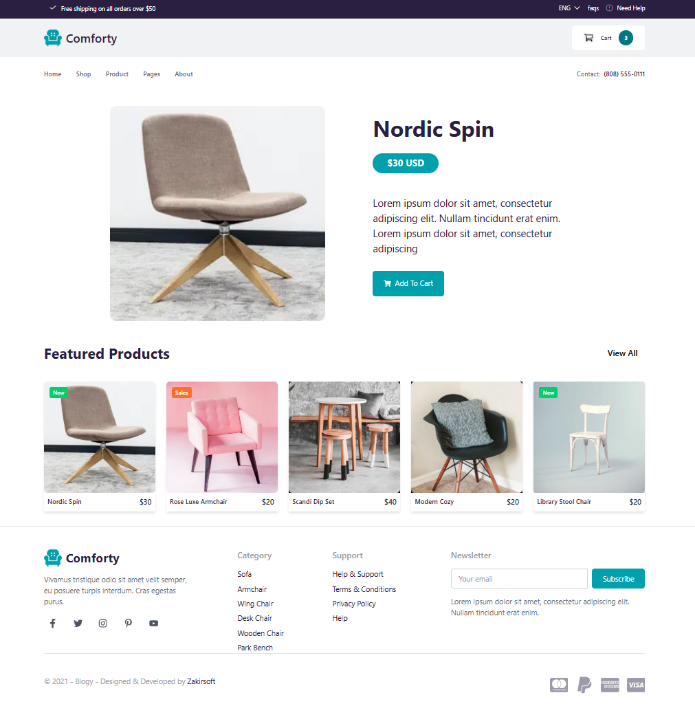 Free shipping on all orders over $50
ENG
faqs
Need Help
Comforty
Cart
3
Home
Shop
Product
Pages
About
Contact: (808) 555-0111
Nordic Spin
$30 USD
Lorem ipsum dolor sit amet, consectetur
adipiscing elit. Nullam tincidunt erat enim.
Lorem ipsum dolor sit amet, consectetur
adipiscing
Add To Cart
Featured Products
View All
New
Sales
New
Nordic Spin $30
Rose Luxe Armchair $20
Scandi Dip Set $40
Modern Cozy $20
Library Stool Chair $20
Comforty
Vivamus tristique odio sit amet velit semper,
eu posuere turpis interdum. Cras egestas
purus.
Category
Sofa
Armchair
Wing Chair
Desk Chair
Wooden Chair
Park Bench
Support
Help & Support
Terms & Conditions
Privacy Policy
Help
Newsletter
Your email
Subscribe
Lorem ipsum dolor sit amet, consectetur adipiscing elit.
Nullam tincidunt erat enim.
© 2021 - Blogy - Designed & Developed by Zakirsoft
VISA